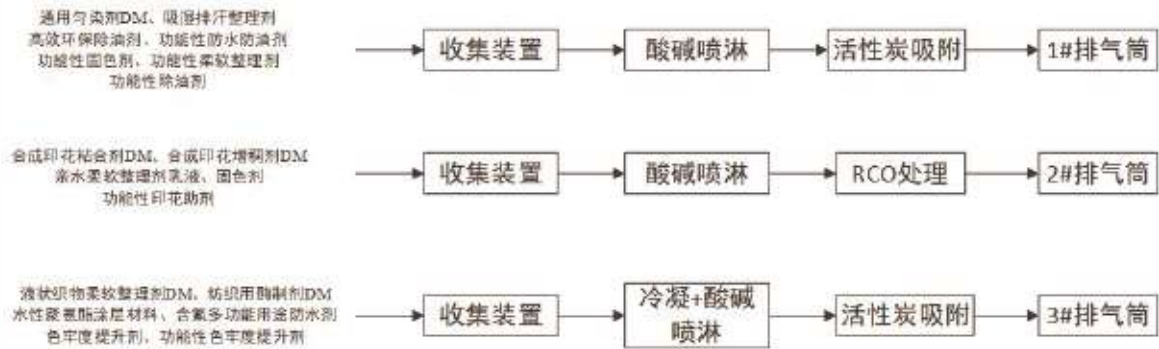 通用匀染剂DM、吸湿排汗整理剂
高效环保除油剂、功能性防水防油剂
功能性固色剂、功能性柔软整理剂
功能性除油剂
收集装置
酸碱喷淋
活性炭吸附
1#排气筒
合成印花粘合剂DM、合成印花增稠剂DM
亲水柔软整理剂乳液、固色剂
功能性印花助剂
收集装置
酸碱喷淋
RCO处理
2#排气筒
液状织物柔软整理剂DM、纺织用酶制剂DM
水性聚氨酯涂层材料、含氟多功能用途防水剂
色牢度提升剂、功能性色牢度提升剂
收集装置
冷凝+酸碱
喷淋
活性炭吸附
3#排气筒